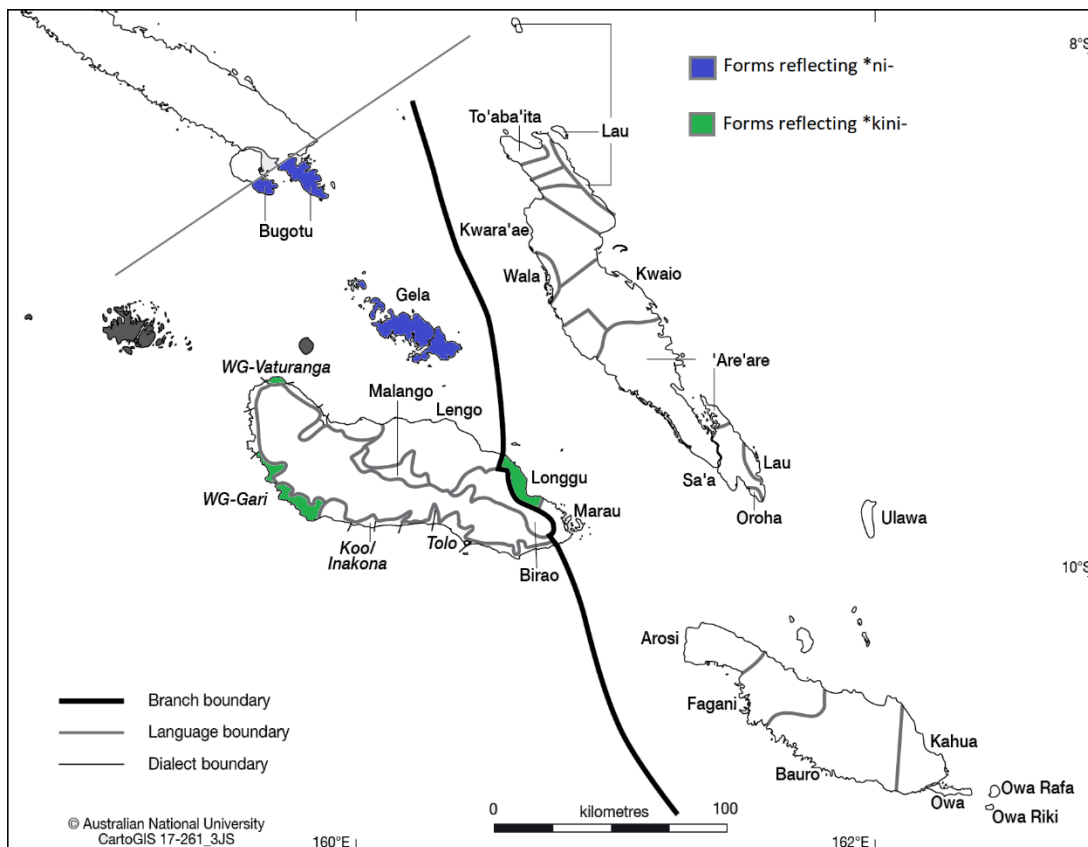 8°S
Forms reflecting *ni-
To'aba'ita
Lau
Forms reflecting *kini-
Bugotu
Kwara'ae
Kwaio
Wala
Gela
WG-Vaturanga
'Are'are
Malango
Lengo
Longgu
Lau
WG-Gari
Sa'a
Marau
Oroha
Ulawa
Koo/
Inakona
Tolo
Birao
10°S
Arosi
Branch boundary
Fagani
Language boundary
Kahua
Dialect boundary
Bauro
Owa Rafa
Owa
Owa Riki
0 100
kilometres
© Australian National University
CartoGIS 17-261_3JS
160°E
162°E